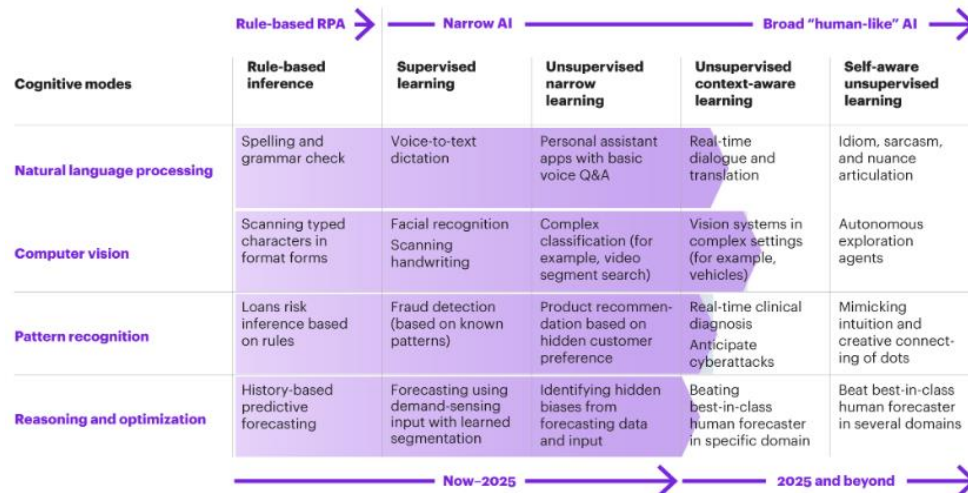 Rule-based RPA Narrow AI Broad “human-like” AI
Cognitive modes
Rule-based
inference
Supervised
learning
Unsupervised
narrow
learning
Unsupervised
context-aware
learning
Self-aware
unsupervised
learning
Natural language processing
Spelling and
grammar check
Voice-to-text
dictation
Personal assistant
apps with basic
voice Q&A
Real-time
dialogue and
translation
Idiom, sarcasm,
and nuance
articulation
Computer vision
Scanning typed
characters in
format forms
Facial recognition
Scanning
handwriting
Complex
classification (for
example, video
segment search)
Vision systems in
complex settings
(for example,
vehicles)
Autonomous
exploration
agents
Pattern recognition
Loans risk
inference based
on rules
Fraud detection
(based on known
patterns)
Product recommen-
dation based on
hidden customer
preference
Real-time clinical
diagnosis
Anticipate
cyberattacks
Mimicking
intuition and
creative connect-
ing of dots
Reasoning and optimization
History-based
predictive
forecasting
Forecasting using
demand-sensing
input with learned
segmentation
Identifying hidden
biases from
forecasting data
and input
Beating
best-in-class
human forecaster
in specific domain
Beat best-in-class
human forecaster
in several domains
Now–2025 2025 and beyond